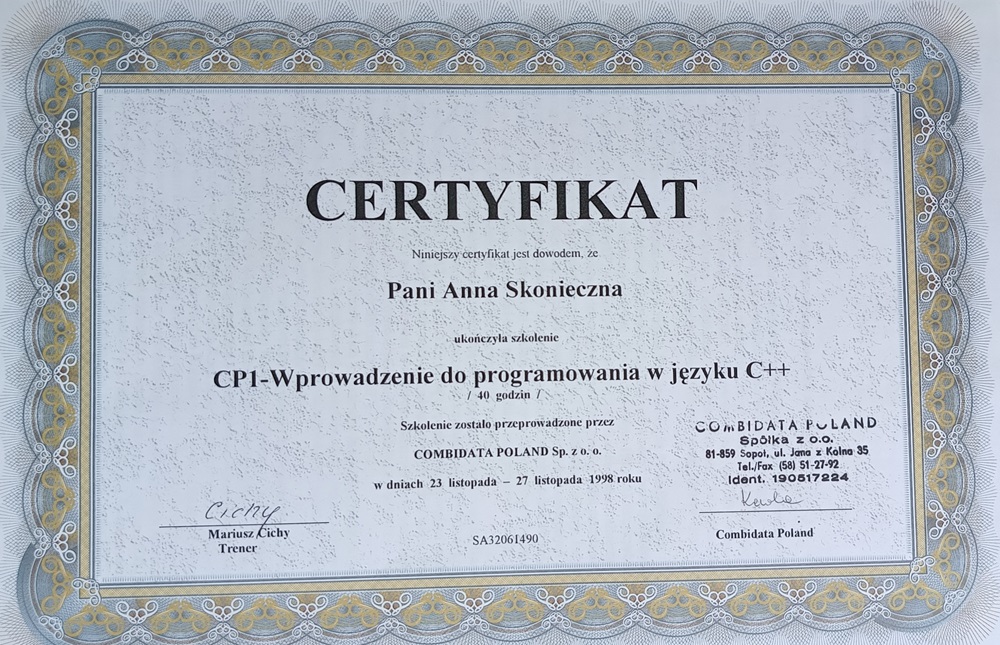 CERTYFIKAT
Niniejszy certyfikat jest dowodem, że
Pani Anna Skonieczna
ukończyła szkolenie
CP1-Wprowadzenie do programowania w języku C++
/ 40 godzin /
Szkolenie zostało przeprowadzone przez
COMBIDATA POLAND Sp. z o. o.
w dniach 23 listopada – 27 listopada 1998 roku
COMBIDATA POLAND
Spółka z o.o.
81-859 Sopot, ul. Jana z Kolna 35
Tel./Fax (58) 51-27-92
Ident. 190517224
Cichy
Mariusz Cichy
Trener
SA32061490
Combidata Poland